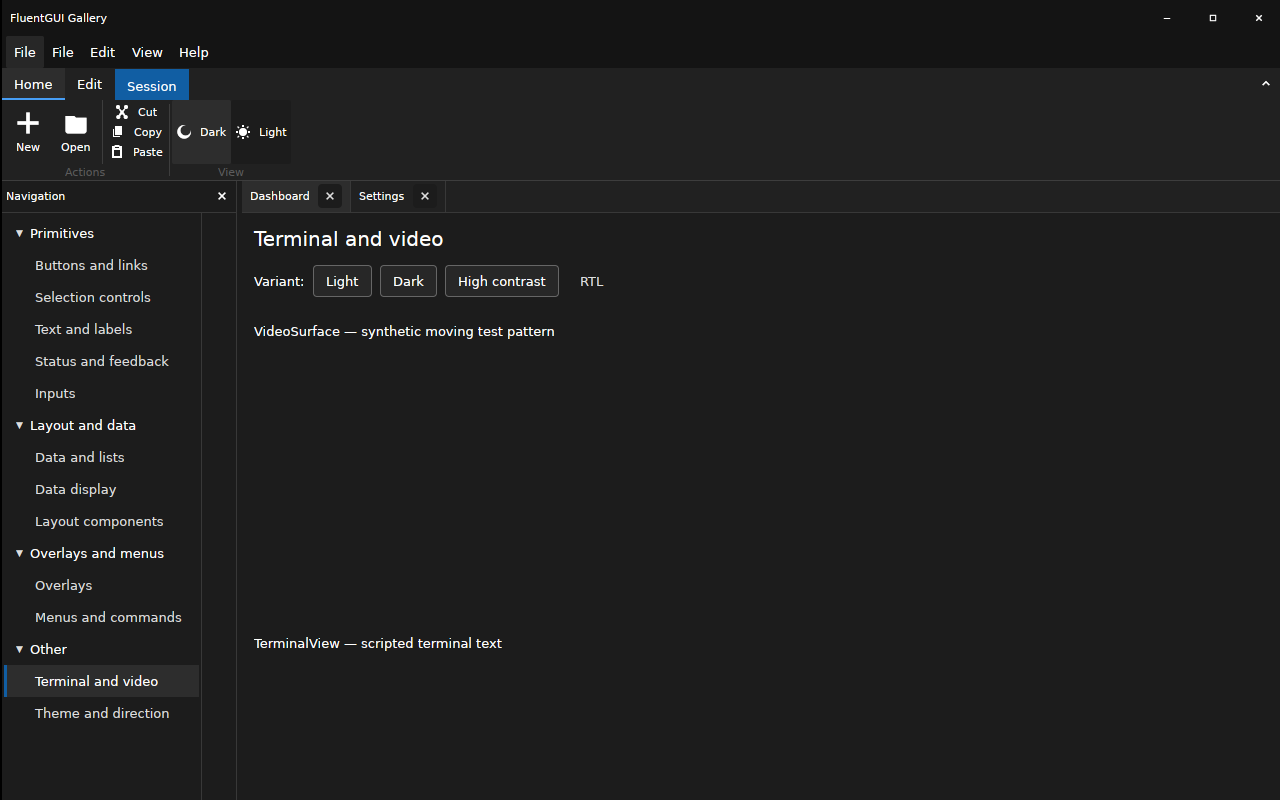 FluentGUI Gallery
File File Edit View Help
Home Edit Session
New Open Cut Copy Paste Dark Light
Actions View
Navigation
Dashboard Settings
Primitives
Buttons and links
Selection controls
Text and labels
Status and feedback
Inputs
Layout and data
Data and lists
Data display
Layout components
Overlays and menus
Overlays
Menus and commands
Other
Terminal and video
Theme and direction
Terminal and video
Variant: Light Dark High contrast RTL
VideoSurface — synthetic moving test pattern
TerminalView — scripted terminal text